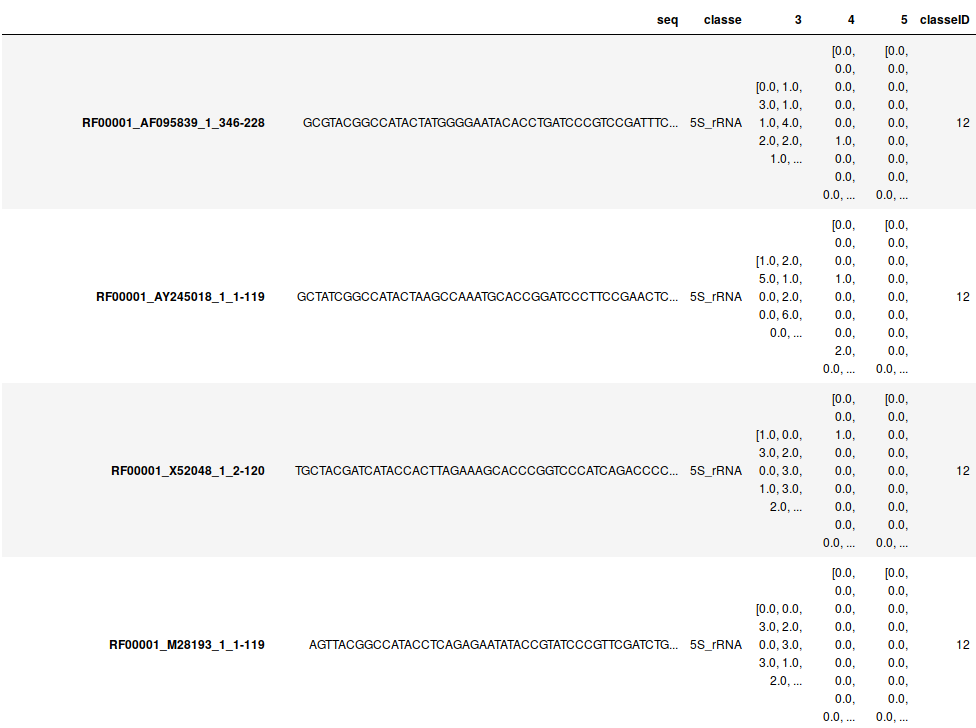 seq classe 3 4 5 classeID
RF00001_AF095839_1_346-228 GCGTACGGCCATACTATGGGGAATACACCTGATCCCGTCCGATTTC... 5S_rRNA [0.0, 1.0, 3.0, 1.0, 1.0, 4.0, 2.0, 2.0, 1.0, ... [0.0, 0.0, 0.0, 0.0, 0.0, 1.0, 0.0, 0.0, 0.0, ... [0.0, 0.0, 0.0, 0.0, 0.0, 0.0, 0.0, 0.0, 0.0, ... 12
RF00001_AY245018_1_1-119 GCTATCGGCCATACTAAGCCAAATGCACCGGATCCCTTCCGAACTC... 5S_rRNA [1.0, 2.0, 5.0, 1.0, 0.0, 2.0, 0.0, 6.0, 0.0, ... [0.0, 0.0, 0.0, 1.0, 0.0, 0.0, 0.0, 2.0, 0.0, ... [0.0, 0.0, 0.0, 0.0, 0.0, 0.0, 0.0, 0.0, 0.0, ... 12
RF00001_X52048_1_2-120 TGCTACGATCATACCACTTAGAAAGCACCCGGTCCCATCAGACCCC... 5S_rRNA [1.0, 0.0, 3.0, 2.0, 0.0, 3.0, 1.0, 3.0, 2.0, ... [0.0, 0.0, 1.0, 0.0, 0.0, 0.0, 0.0, 0.0, 0.0, ... [0.0, 0.0, 0.0, 0.0, 0.0, 0.0, 0.0, 0.0, 0.0, ... 12
RF00001_M28193_1_1-119 AGTTACGGCCATACCTCAGAGAATATACCGTATCCCGTTCGATCTG... 5S_rRNA [0.0, 0.0, 3.0, 2.0, 0.0, 3.0, 3.0, 1.0, 2.0, ... [0.0, 0.0, 0.0, 0.0, 0.0, 0.0, 0.0, 0.0, 0.0, ... [0.0, 0.0, 0.0, 0.0, 0.0, 0.0, 0.0, 0.0, 0.0, ... 12